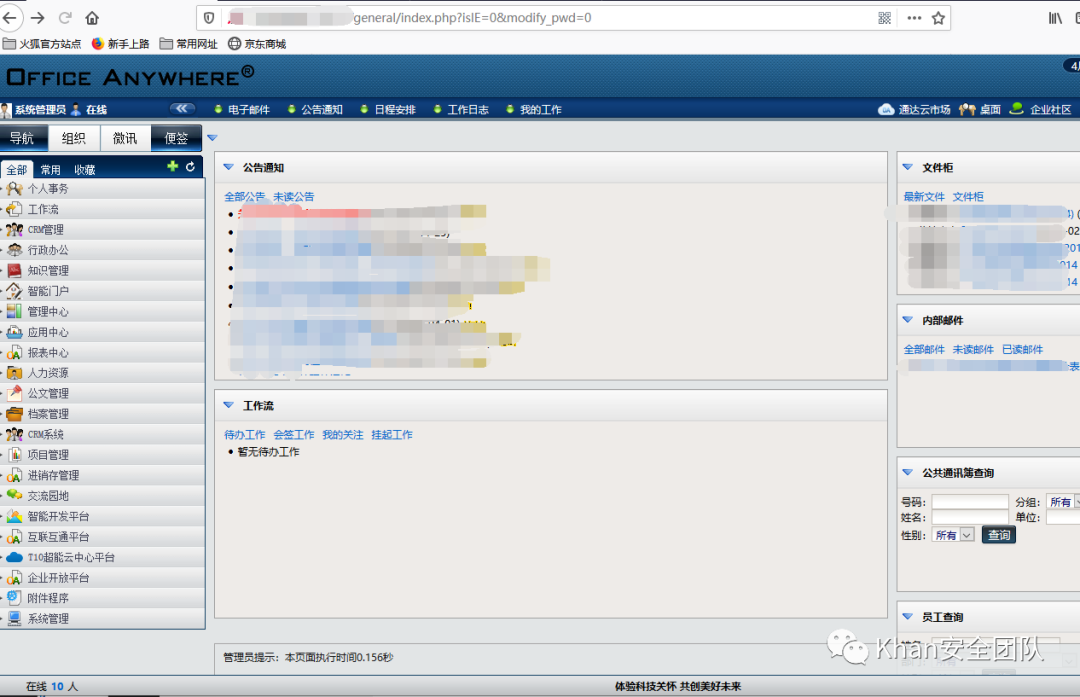 general/index.php?isIE=0&modify_pwd=0
火狐官方站点 新手上路 常用网址 京东商城
OFFICE ANYWHERE®
系统管理员 在线 电子邮件 公告通知 日程安排 工作日志 我的工作 通达云市场 桌面 企业社区
导航 组织 微讯 便签
全部 常用 收藏
个人事务
工作流
CRM管理
行政办公
知识管理
智能门户
管理中心
应用中心
报表中心
人力资源
公文管理
档案管理
CRM系统
项目管理
进销存管理
交流园地
智能开发平台
互联互通平台
T10超能云中心平台
企业开放平台
附件程序
系统管理
公告通知
全部公告 未读公告
工作流
待办工作 会签工作 我的关注 挂起工作
• 暂无待办工作
管理员提示: 本页面执行时间0.156秒
文件柜
最新文件 文件柜
内部邮件
全部邮件 未读邮件 已读邮件
公共通讯簿查询
号码: 分组: 所有
姓名: 单位:
性别: 所有 查询
员工查询
Khan安全团队
在线 10 人 体验科技关怀 共创美好未来